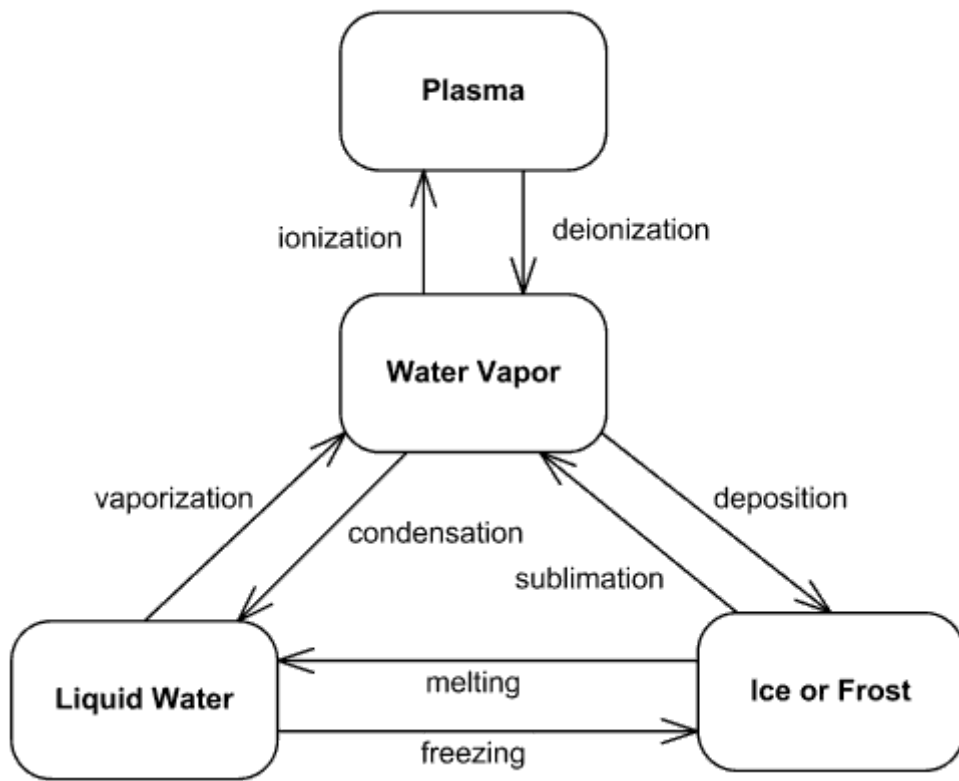 Plasma
ionization
deionization
Water Vapor
vaporization
condensation
deposition
sublimation
Liquid Water
melting
freezing
Ice or Frost